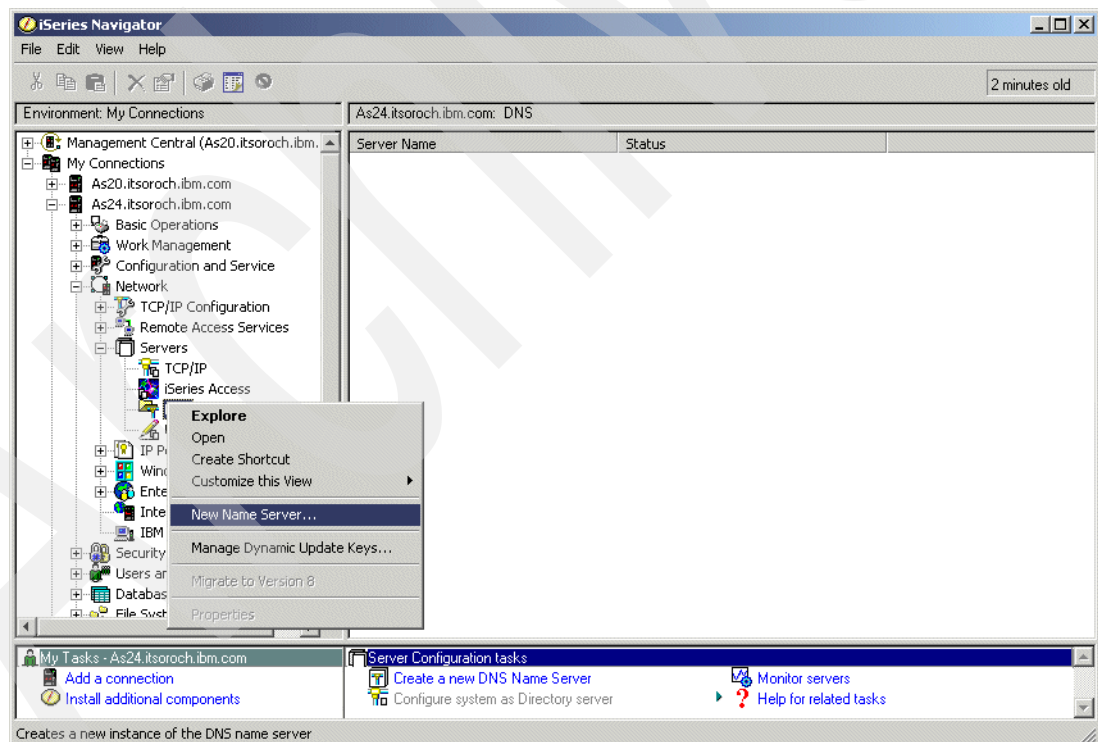 iSeries Navigator
File Edit View Help
2 minutes old
Environment: My Connections
As24.itsoroch.ibm.com: DNS
Management Central (As20.itsoroch.ibm.
Server Name Status
My Connections
As20.itsoroch.ibm.com
As24.itsoroch.ibm.com
Basic Operations
Work Management
Configuration and Service
Network
TCP/IP Configuration
Remote Access Services
Servers
TCP/IP
iSeries Access
IP P
Wind
Ente
Inte
IBM
Security
Users ar
Databas
File Syst
Explore
Open
Create Shortcut
Customize this View
New Name Server...
Manage Dynamic Update Keys...
Migrate to Version 8
Properties
My Tasks - As24.itsoroch.ibm.com
Add a connection
Install additional components
Server Configuration tasks
Create a new DNS Name Server
Configure system as Directory server
Monitor servers
Help for related tasks
Creates a new instance of the DNS name server